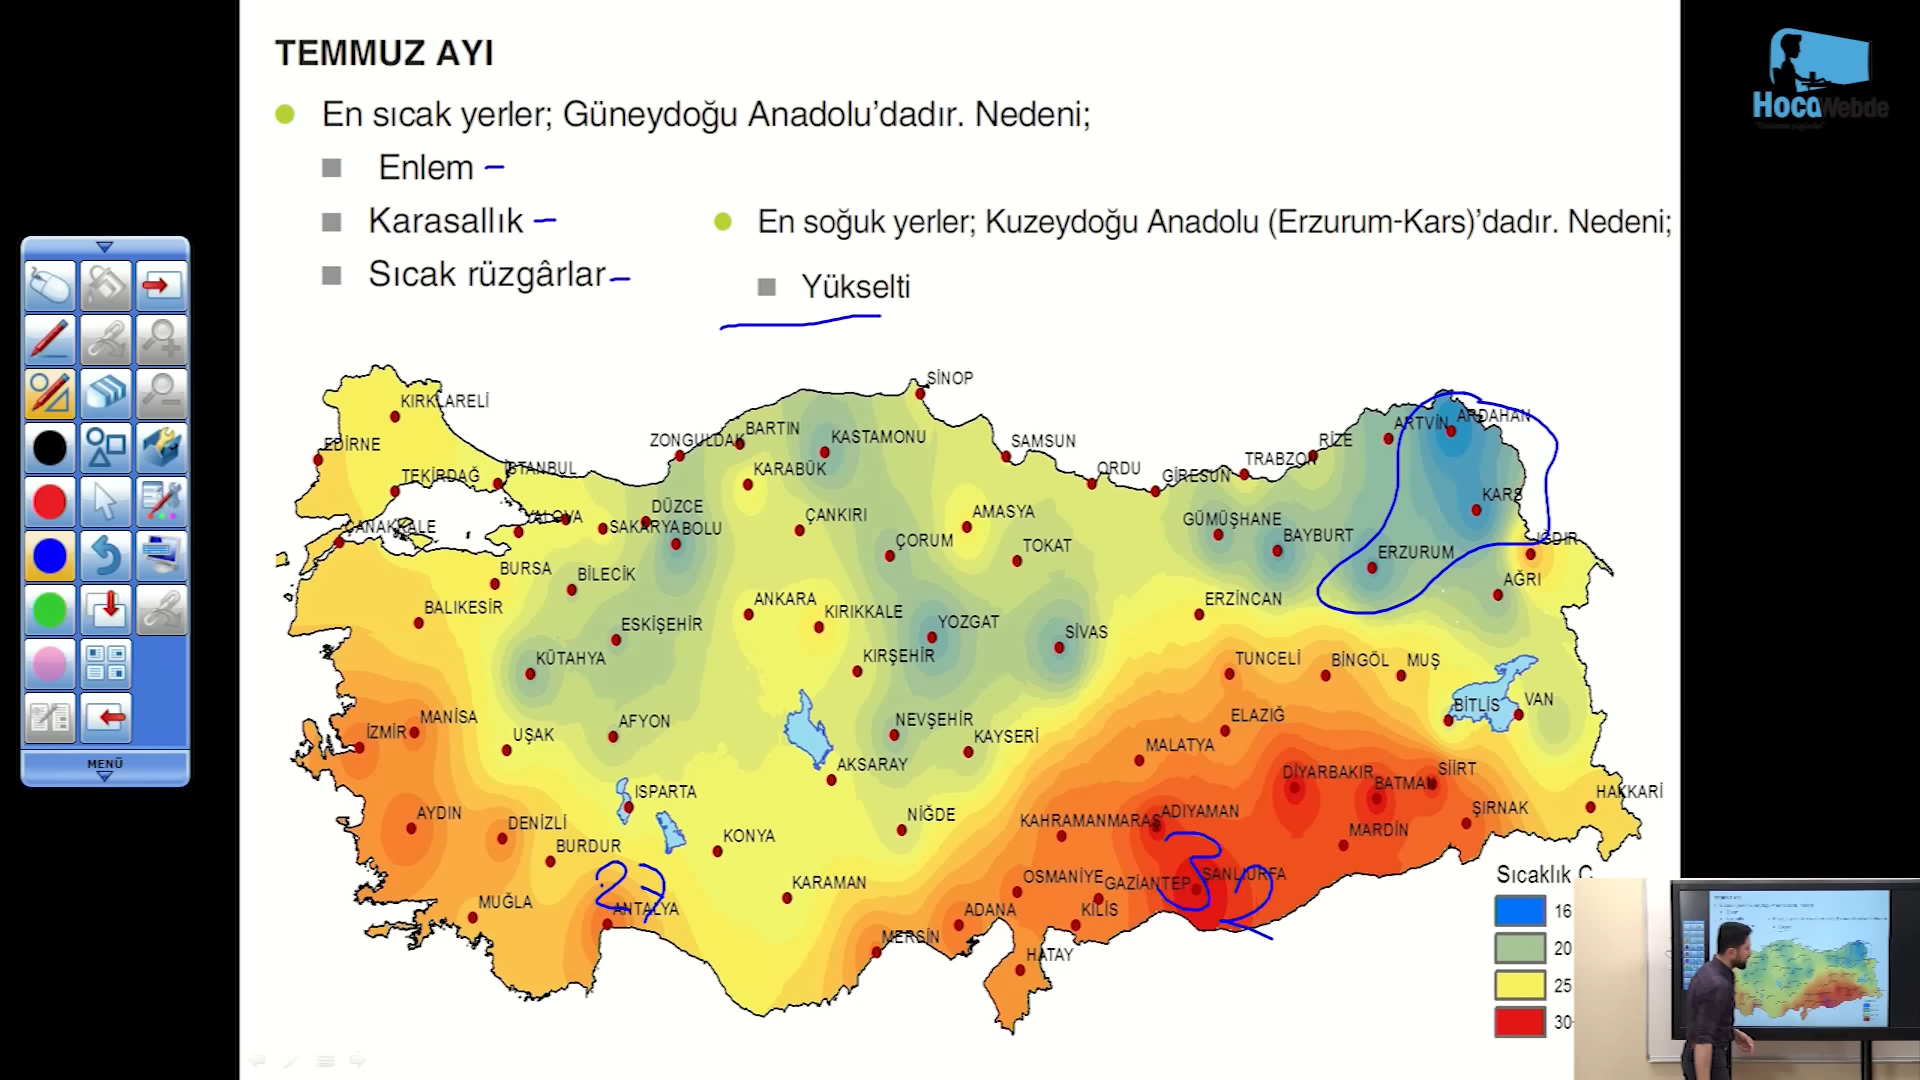 TEMMUZ AYI
En sıcak yerler; Güneydoğu Anadolu’dadır. Nedeni;
Enlem
Karasallık
Sıcak rüzgârlar
En soğuk yerler; Kuzeydoğu Anadolu (Erzurum-Kars)’dadır. Nedeni;
Yükselti
Hocawebde
MENÜ
SİNOP
KIRKLARELİ
EDİRNE
TEKİRDAĞ
İSTANBUL
ZONGULDAK
BARTIN
KASTAMONU
KARABÜK
SAMSUN
ORDU
GİRESUN
TRABZON
RİZE
ARTVİN
ARDAHAN
KARS
ÇANAKKALE
YALOVA
SAKARYA
DÜZCE
BOLU
ÇANKIRI
AMASYA
ÇORUM
TOKAT
GÜMÜŞHANE
BAYBURT
ERZURUM
IĞDIR
AĞRI
BURSA
BİLECİK
BALIKESİR
ESKİŞEHİR
ANKARA
KIRIKKALE
YOZGAT
SİVAS
ERZİNCAN
KÜTAHYA
KIRŞEHİR
TUNCELİ
BİNGÖL
MUŞ
İZMİR
MANİSA
UŞAK
AFYON
NEVŞEHİR
KAYSERİ
ELAZIĞ
MALATYA
BİTLİS
VAN
AKSARAY
ISPARTA
DİYARBAKIR
BATMAN
SİİRT
HAKKARİ
AYDIN
DENİZLİ
BURDUR
KONYA
NİĞDE
KAHRAMANMARAŞ
ADIYAMAN
MARDİN
ŞIRNAK
MUĞLA
27
ANTALYA
KARAMAN
MERSİN
ADANA
OSMANİYE
GAZİANTEP
KİLİS
32
ŞANLIURFA
HATAY
Sıcaklık C
16
20
25
30